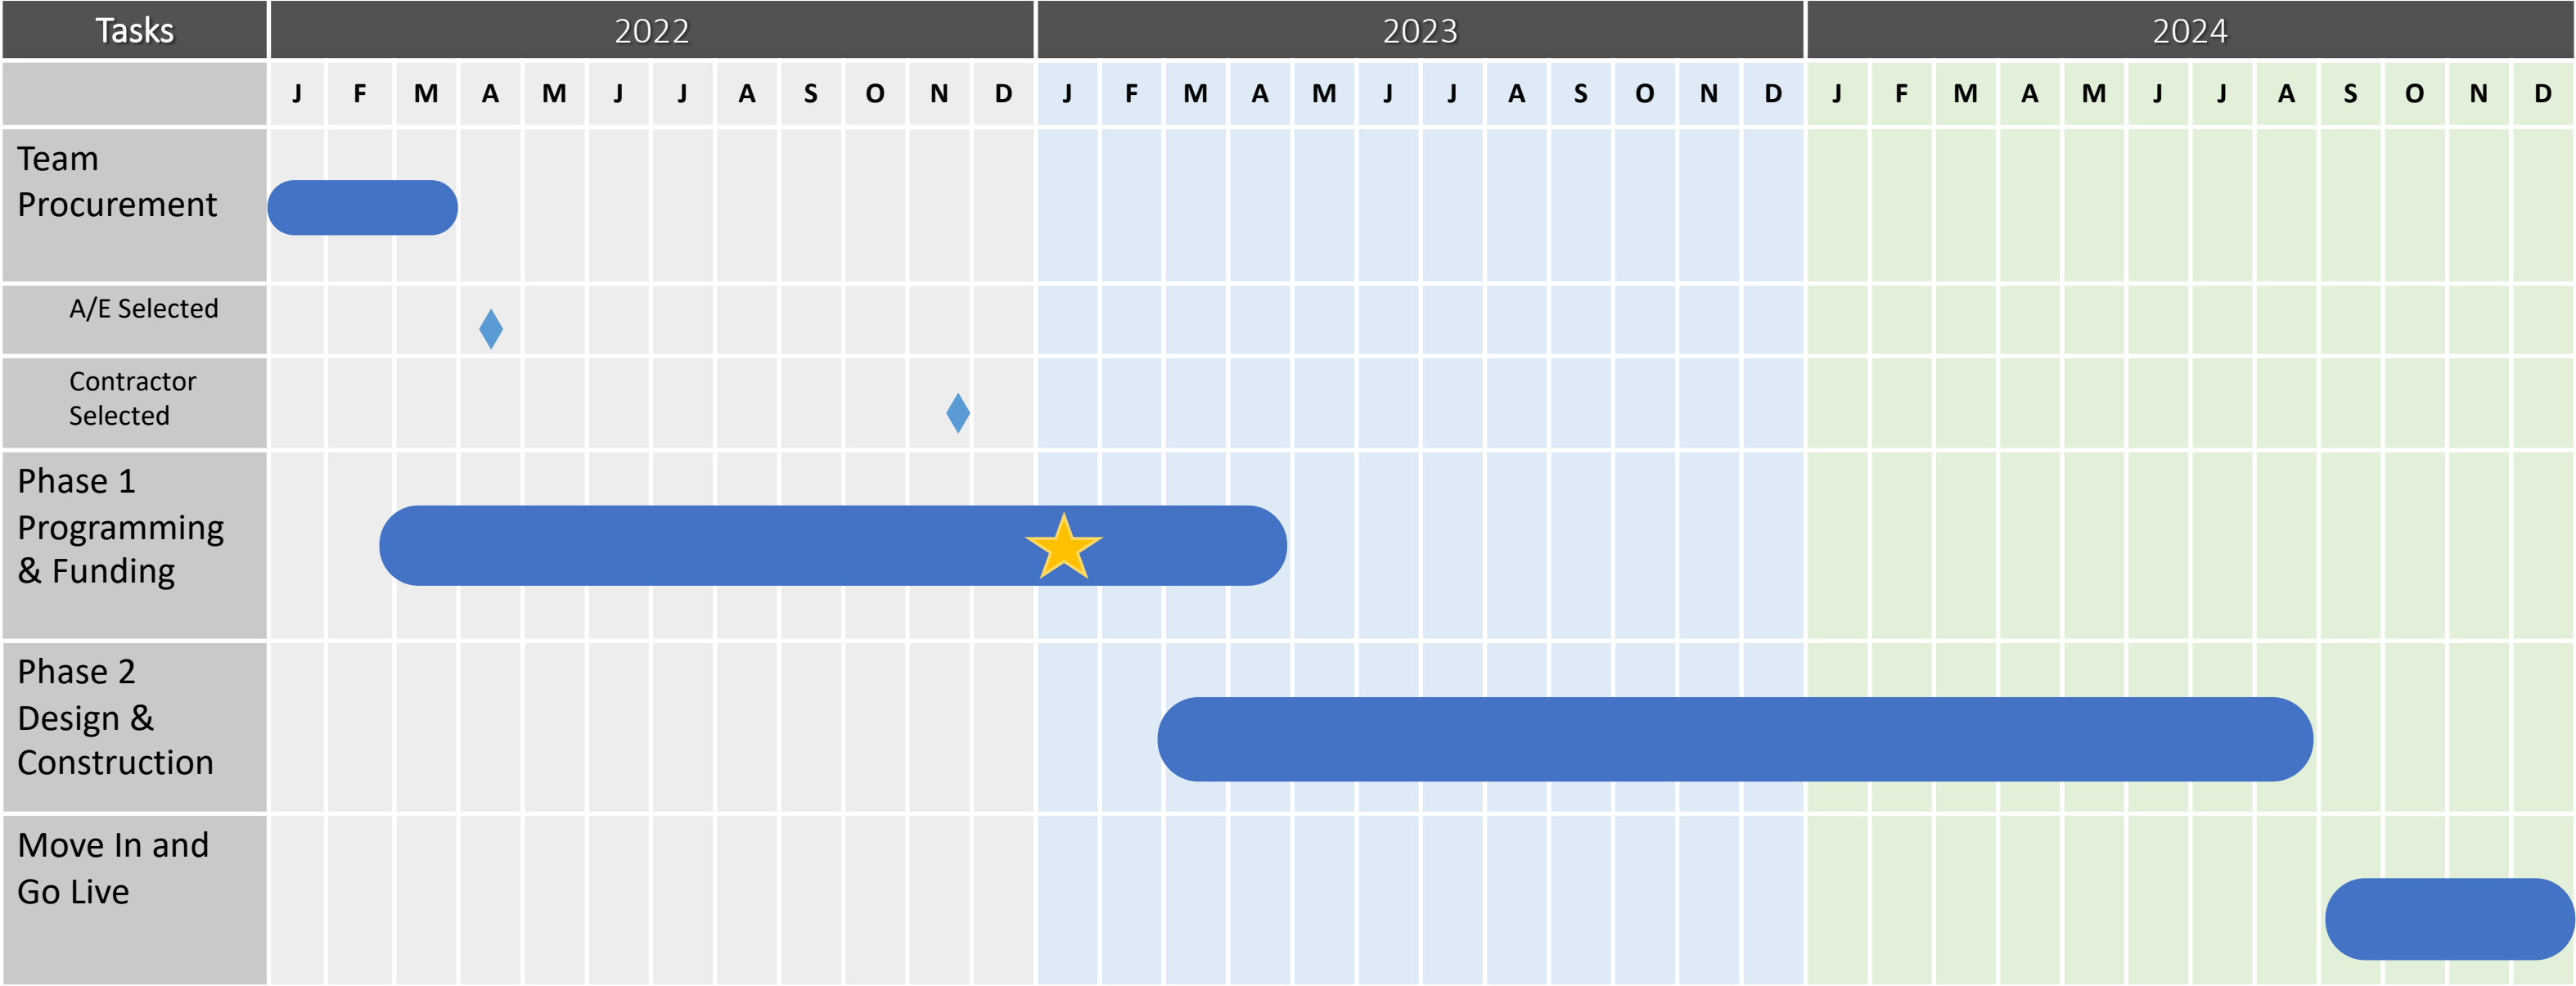 Tasks 2022 2023 2024
J F M A M J J A S O N D J F M A M J J A S O N D J F M A M J J A S O N D
Team
Procurement
A/E Selected
Contractor
Selected
Phase 1
Programming
& Funding
Phase 2
Design &
Construction
Move In and
Go Live